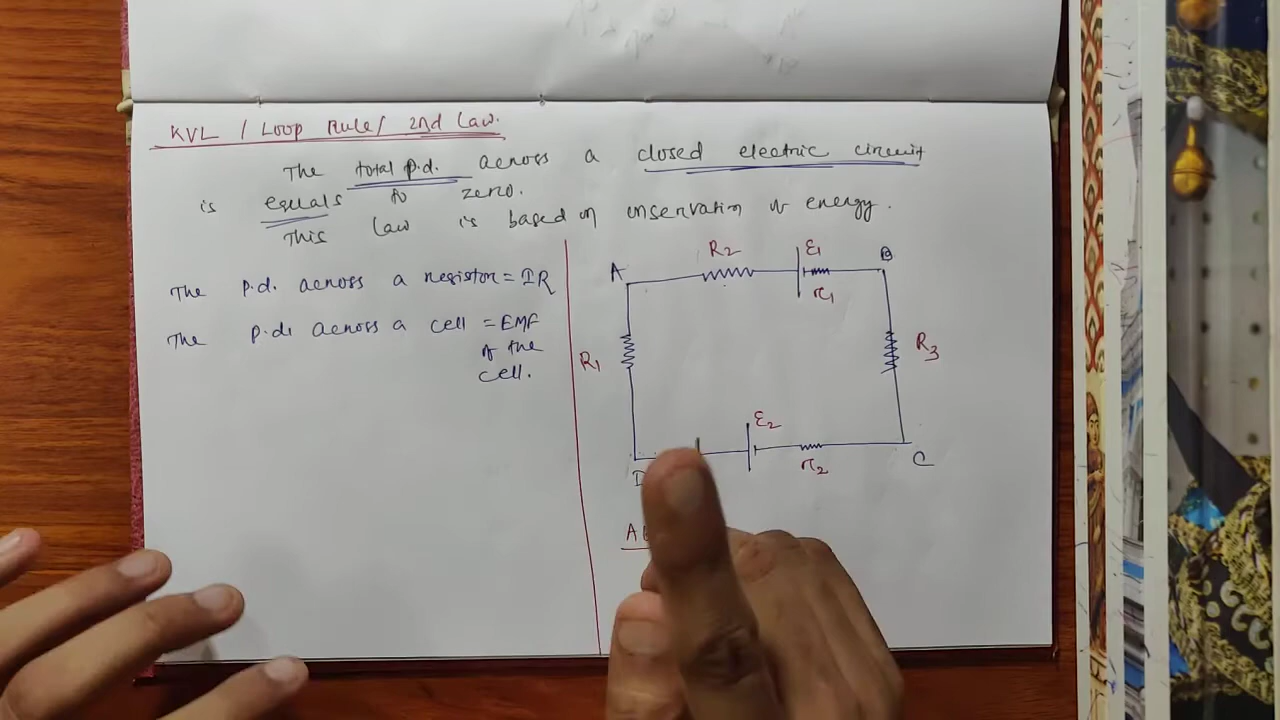 KVL / Loop Rule / 2nd Law.
The total p.d. across a closed electric circuit
is equals to zero.
This law is based on conservation of energy.
The p.d. across a resistor = IR
The p.d. across a cell = EMF
of the
cell.
A R2 ε1 B
r1
R1 R3
ε2
r2 C
D
A